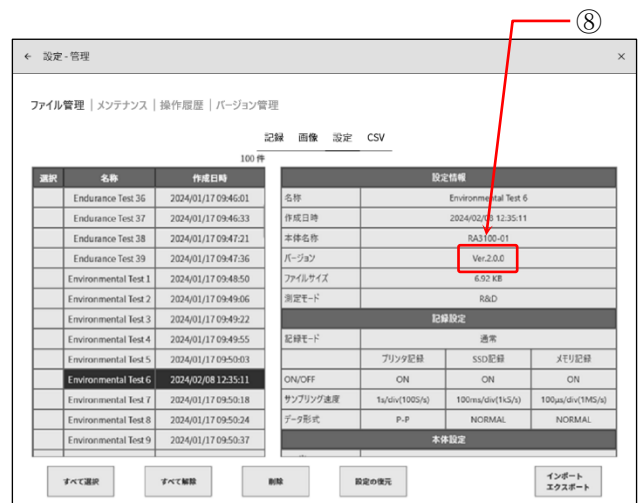 ⑧
← 設定 - 管理 ×
ファイル管理 | メンテナンス | 操作履歴 | バージョン管理
記録 画像 設定 CSV
100 件
選択 名称 作成日時
Endurance Test 36 2024/01/17 09:46:01
Endurance Test 37 2024/01/17 09:46:33
Endurance Test 38 2024/01/17 09:47:21
Endurance Test 39 2024/01/17 09:47:36
Environmental Test 1 2024/01/17 09:48:50
Environmental Test 2 2024/01/17 09:49:06
Environmental Test 3 2024/01/17 09:49:22
Environmental Test 4 2024/01/17 09:49:55
Environmental Test 5 2024/01/17 09:50:03
Environmental Test 6 2024/02/08 12:35:11
Environmental Test 7 2024/01/17 09:50:18
Environmental Test 8 2024/01/17 09:50:24
Environmental Test 9 2024/01/17 09:50:37
設定情報
名称 Environmental Test 6
作成日時 2024/02/08 12:35:11
本体名称 RA3100-01
バージョン Ver.2.0.0
ファイルサイズ 6.92 KB
測定モード R&D
記録設定
記録モード 通常
プリンタ記録 SSD記録 メモリ記録
ON/OFF ON ON ON
サンプリング速度 1s/div(100S/s) 100ms/div(1kS/s) 100μs/div(1MS/s)
データ形式 P-P NORMAL NORMAL
本体設定
すべて選択 すべて解除 削除 設定の復元 インポート
エクスポート